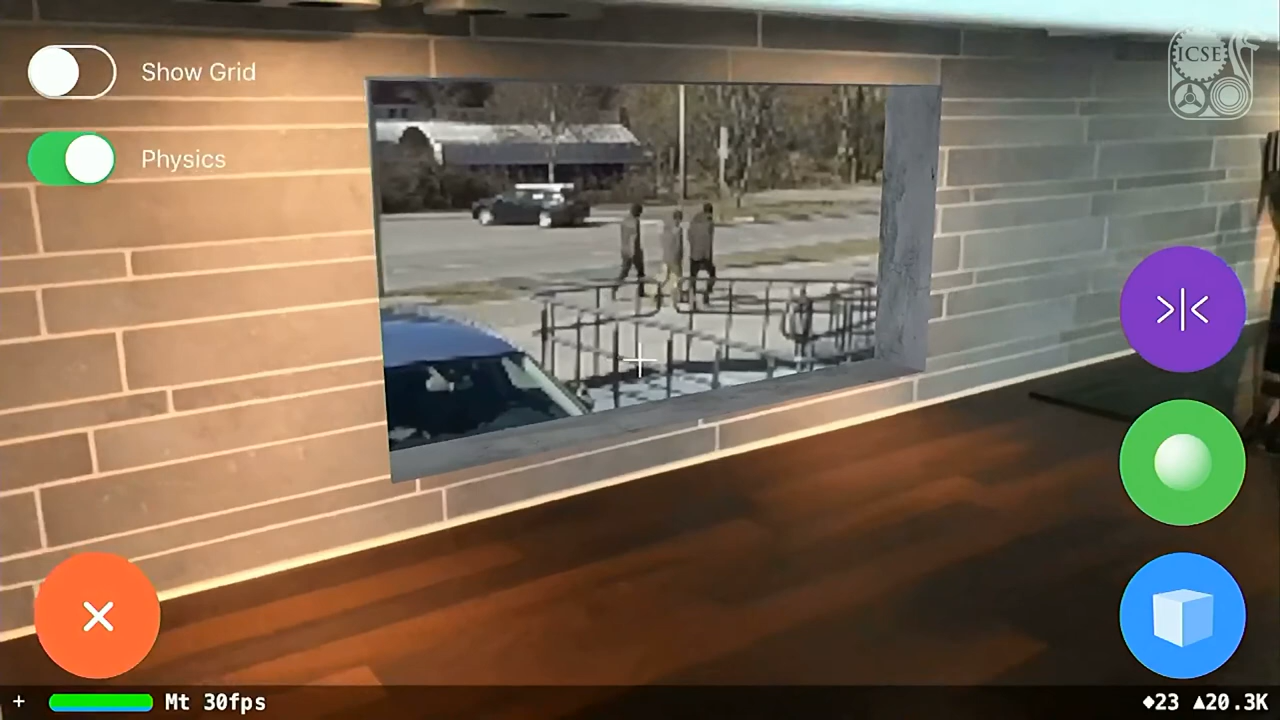 Show Grid
ICSE
Physics
+ Mt 30fps ◆23 ▲20.3K